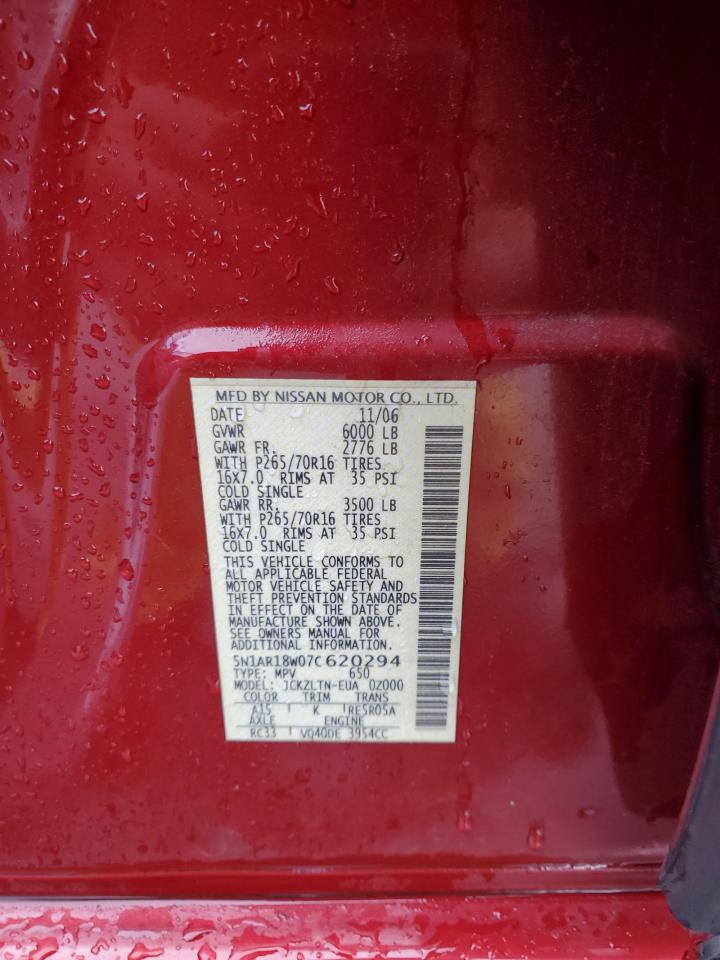 MFD BY NISSAN MOTOR CO., LTD.
DATE 11/06
GVWR 6000 LB
GAWR FR. 2776 LB
WITH P265/70R16 TIRES
16X7.0 RIMS AT 35 PSI
COLD SINGLE
GAWR RR. 3500 LB
WITH P265/70R16 TIRES
16X7.0 RIMS AT 35 PSI
COLD SINGLE
THIS VEHICLE CONFORMS TO
ALL APPLICABLE FEDERAL
MOTOR VEHICLE SAFETY AND
THEFT PREVENTION STANDARDS
IN EFFECT ON THE DATE OF
MANUFACTURE SHOWN ABOVE.
SEE OWNERS MANUAL FOR
ADDITIONAL INFORMATION.
5N1AR18W07C620294
TYPE: MPV 650
MODEL: JCKZLTN-EUA 0Z000
COLOR TRIM TRANS
A15 K RE5R05A
AXLE ENGINE
RC33 VQ40DE 3954CC